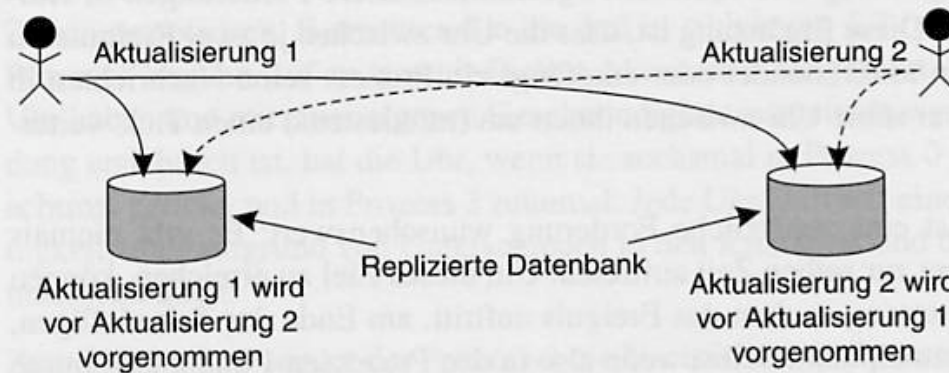 Aktualisierung 1
Aktualisierung 2
Replizierte Datenbank
Aktualisierung 1 wird
vor Aktualisierung 2
vorgenommen
Aktualisierung 2 wird
vor Aktualisierung 1
vorgenommen